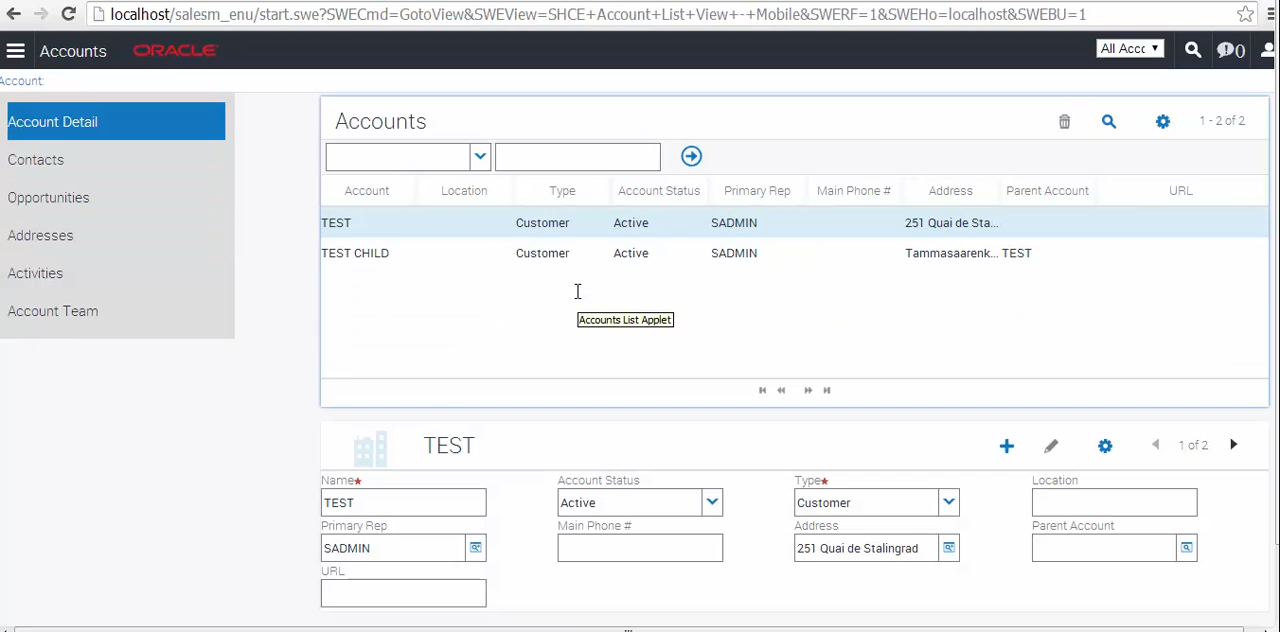 localhost/salesm_enu/start.swe?SWECmd=GotoView&SWEView=SHCE+Account+List+View+-+Mobile&SWERF=1&SWEHo=localhost&SWEBU=1
Accounts ORACLE All Accc 0
Account:
Account Detail
Contacts
Opportunities
Addresses
Activities
Account Team
Accounts 1 - 2 of 2
Account Location Type Account Status Primary Rep Main Phone # Address Parent Account URL
TEST Customer Active SADMIN 251 Quai de Sta...
TEST CHILD Customer Active SADMIN Tammasaarenk... TEST
Accounts List Applet
TEST 1 of 2
Name★ Account Status Type★ Location
TEST Active Customer
Primary Rep Main Phone # Address Parent Account
SADMIN 251 Quai de Stalingrad
URL